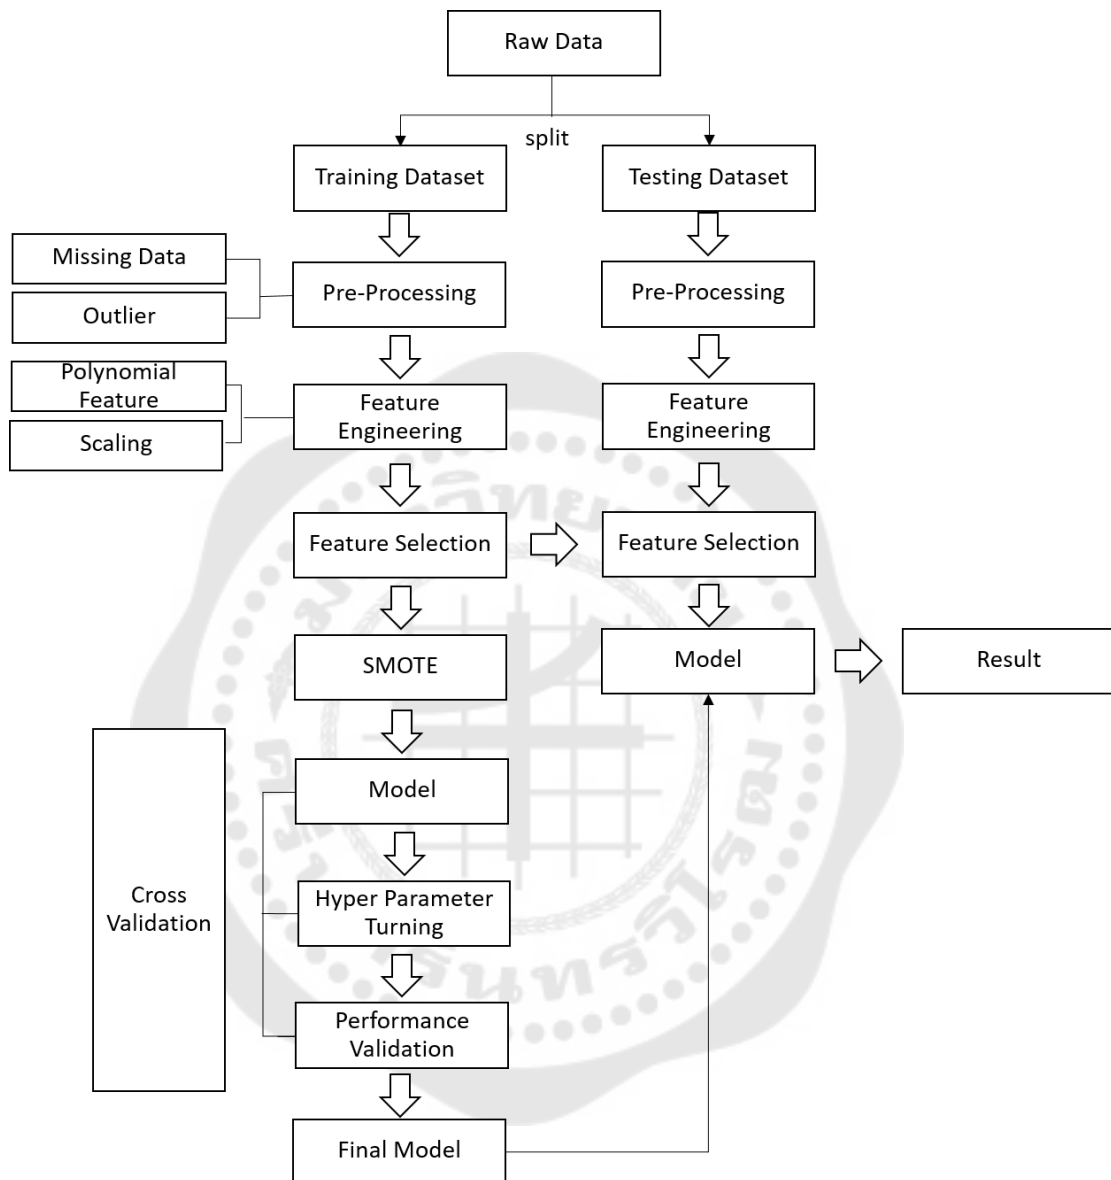 Raw Data
split
Training Dataset
Testing Dataset
Missing Data
Outlier
Pre-Processing
Pre-Processing
Polynomial
Feature
Scaling
Feature
Engineering
Feature
Engineering
Feature Selection
Feature Selection
SMOTE
Model
Result
Model
Cross
Validation
Hyper Parameter
Turning
Performance
Validation
Final Model